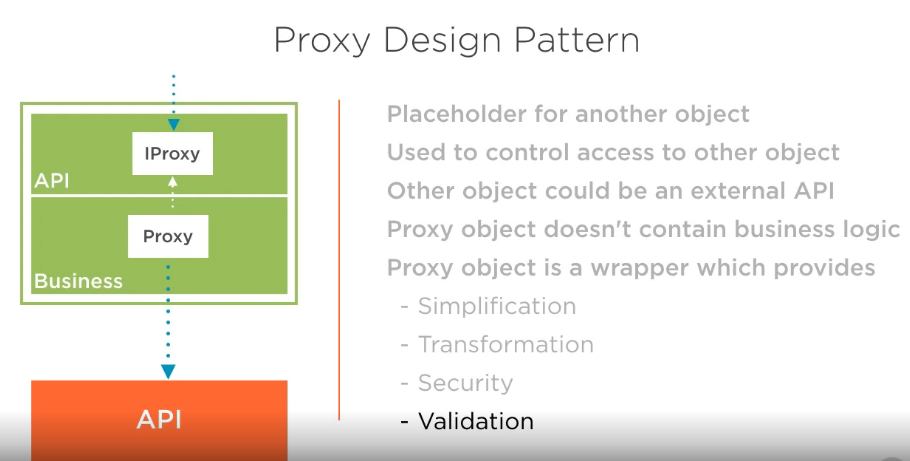 Proxy Design Pattern
IProxy
API
Proxy
Business
API
Placeholder for another object
Used to control access to other object
Other object could be an external API
Proxy object doesn't contain business logic
Proxy object is a wrapper which provides
- Simplification
- Transformation
- Security
- Validation